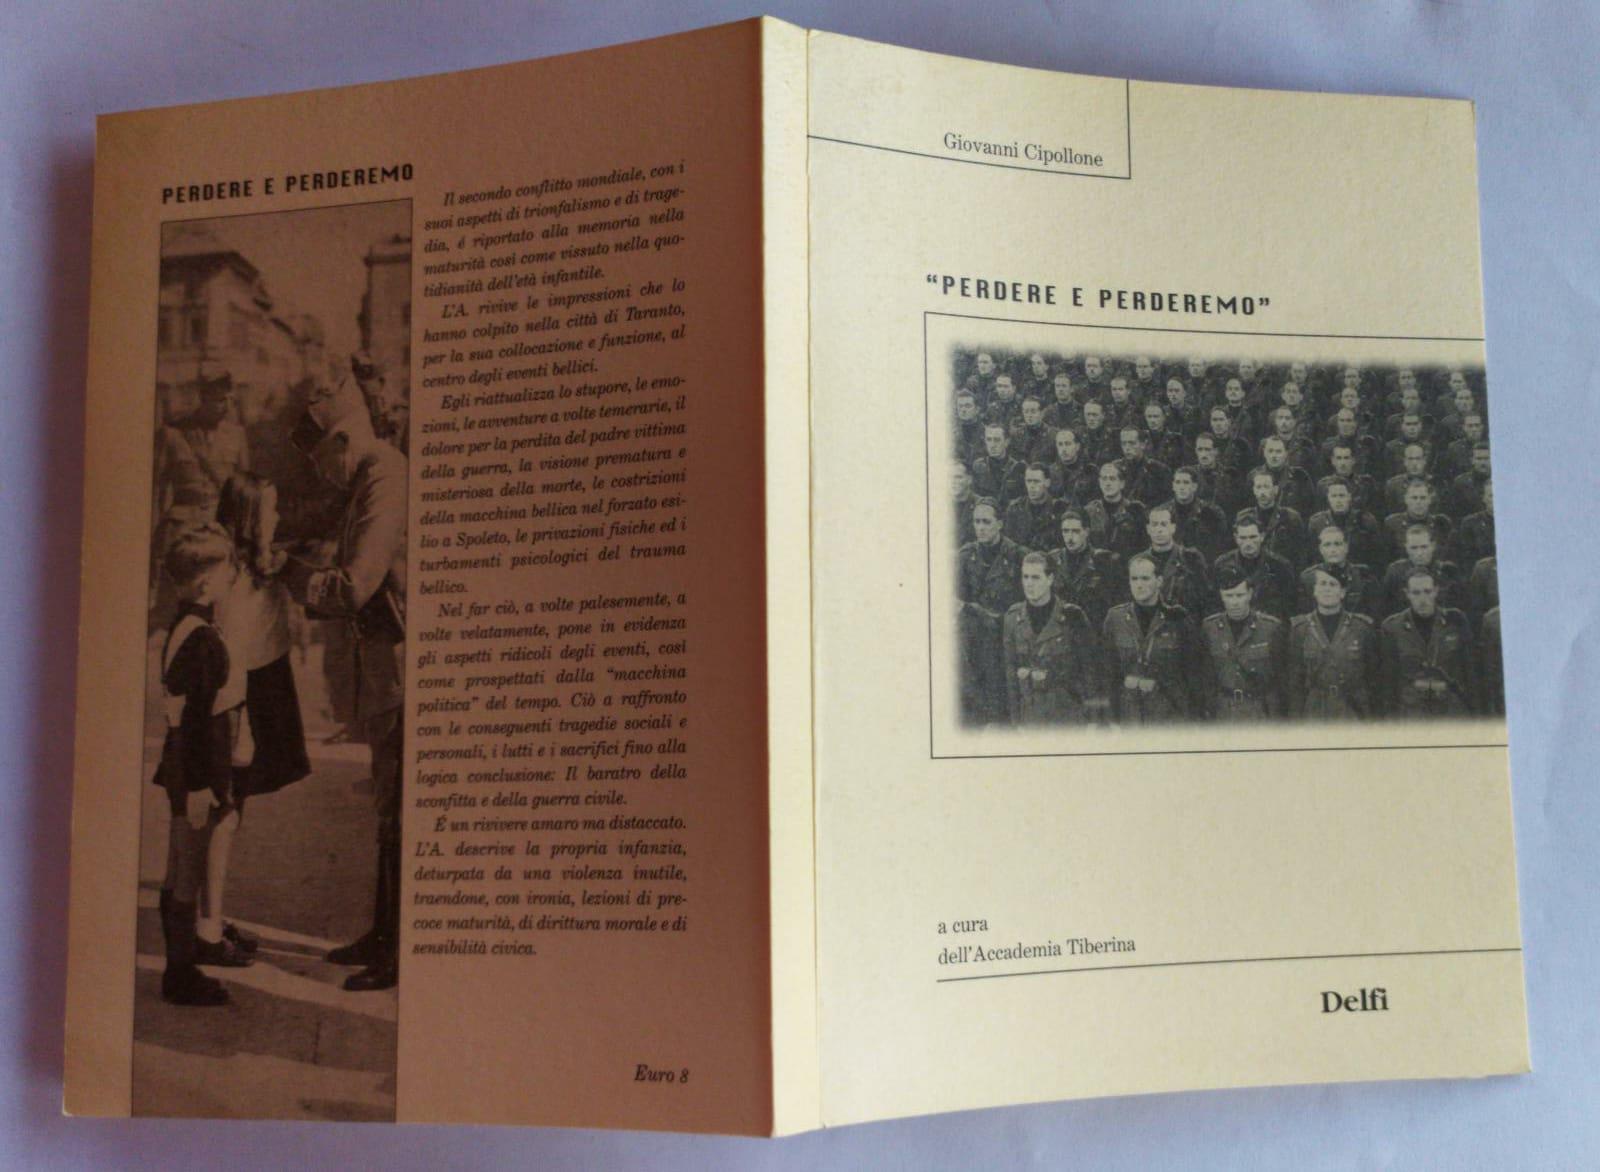 PERDERE E PERDEREMO
Il secondo conflitto mondiale, con i
suoi aspetti di trionfalismo e di trage-
dia, é riportato alla memoria nella
maturità così come vissuto nella quo-
tidianità dell'età infantile.
L'A. rivive le impressioni che lo
hanno colpito nella città di Taranto,
per la sua collocazione e funzione, al
centro degli eventi bellici.
Egli riattualizza lo stupore, le emo-
zioni, le avventure a volte temerarie, il
dolore per la perdita del padre vittima
della guerra, la visione prematura e
misteriosa della morte, le costrizioni
della macchina bellica nel forzato esi-
lio a Spoleto, le privazioni fisiche ed i
turbamenti psicologici del trauma
bellico.
Nel far ciò, a volte palesemente, a
volte velatamente, pone in evidenza
gli aspetti ridicoli degli eventi, così
come prospettati dalla "macchina
politica" del tempo. Ciò a raffronto
con le conseguenti tragedie sociali e
personali, i lutti e i sacrifici fino alla
logica conclusione: Il baratro della
sconfitta e della guerra civile.
É un rivivere amaro ma distaccato.
L'A. descrive la propria infanzia,
deturpata da una violenza inutile,
traendone, con ironia, lezioni di pre-
coce maturità, di dirittura morale e di
sensibilità civica.
Euro 8
Giovanni Cipollone
“PERDERE E PERDEREMO”
a cura
dell'Accademia Tiberina
Delfi